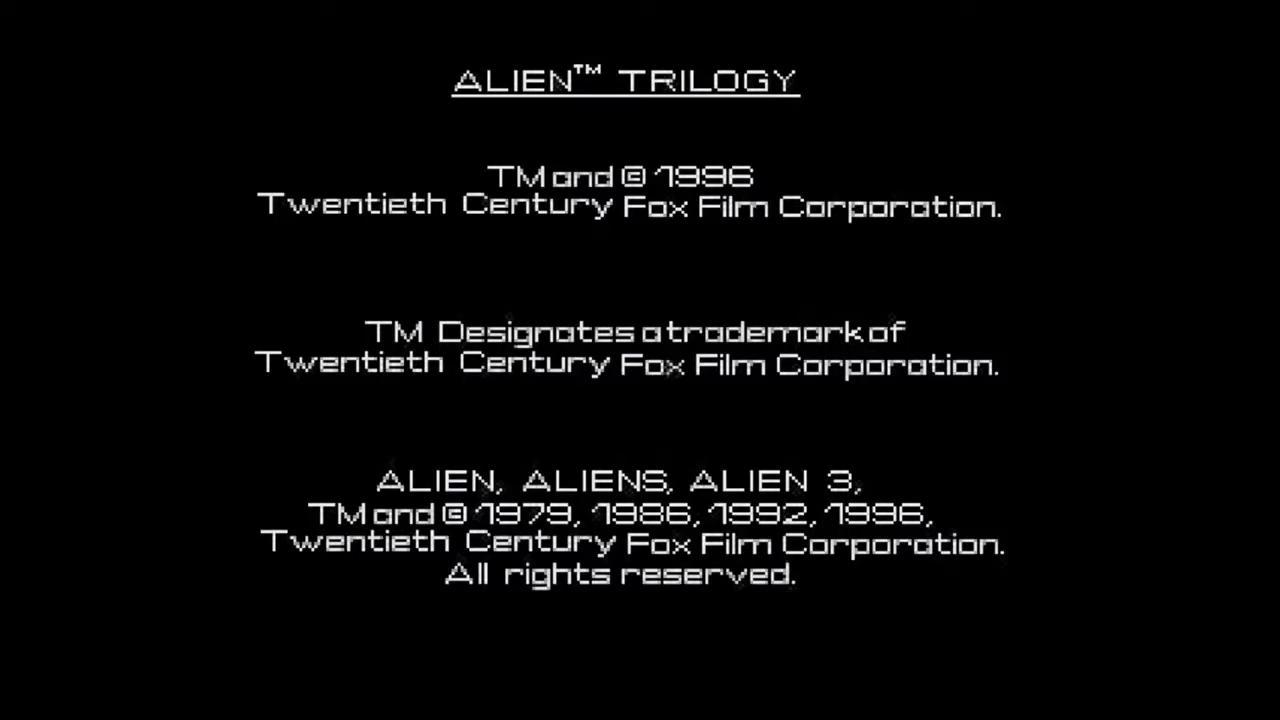 ALIEN™ TRILOGY
TM and © 1996
Twentieth Century Fox Film Corporation.
TM Designates a trademark of
Twentieth Century Fox Film Corporation.
ALIEN, ALIENS, ALIEN 3,
TM and © 1979, 1986, 1992, 1996,
Twentieth Century Fox Film Corporation.
All rights reserved.